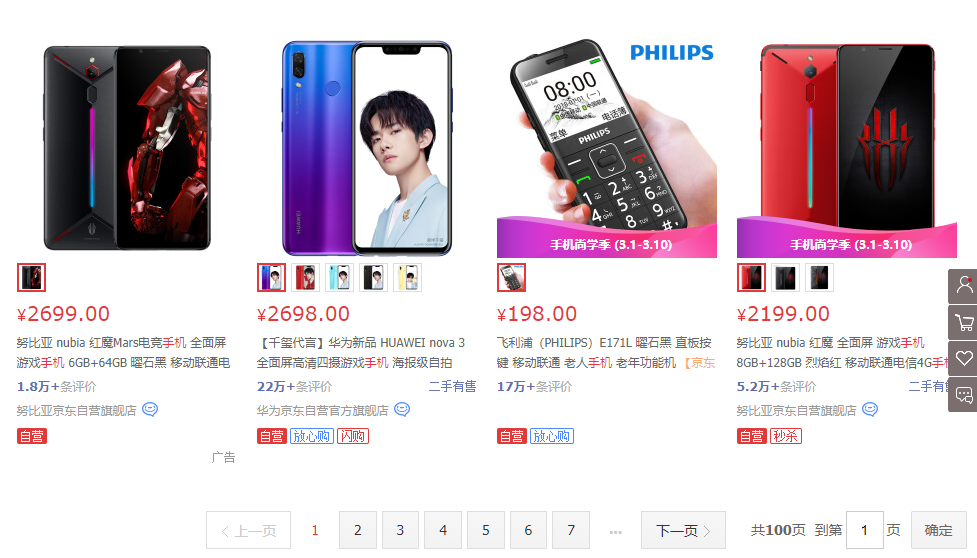 PHILIPS
08:00
菜单
电话簿
PHILIPS
HUAWEI
手机尚学季 (3.1-3.10)
手机尚学季 (3.1-3.10)
¥2699.00
¥2698.00
¥198.00
¥2199.00
努比亚 nubia 红魔Mars电竞手机 全面屏
游戏手机 6GB+64GB 曜石黑 移动联通电
【千玺代言】华为新品 HUAWEI nova 3
全面屏高清四摄游戏手机 海报级自拍
飞利浦（PHILIPS）E171L 曜石黑 直板按
键 移动联通 老人手机 老年功能机 【京东
努比亚 nubia 红魔 全面屏 游戏手机
8GB+128GB 烈焰红 移动联通电信4G手
1.8万+条评价
22万+条评价
二手有售
17万+条评价
5.2万+条评价
二手有售
努比亚京东自营旗舰店
华为京东自营官方旗舰店
努比亚京东自营旗舰店
自营
自营 放心购 闪购
自营 放心购
自营 秒杀
广告
< 上一页 1 2 3 4 5 6 7 ... 下一页 > 共100页 到第 1 页 确定